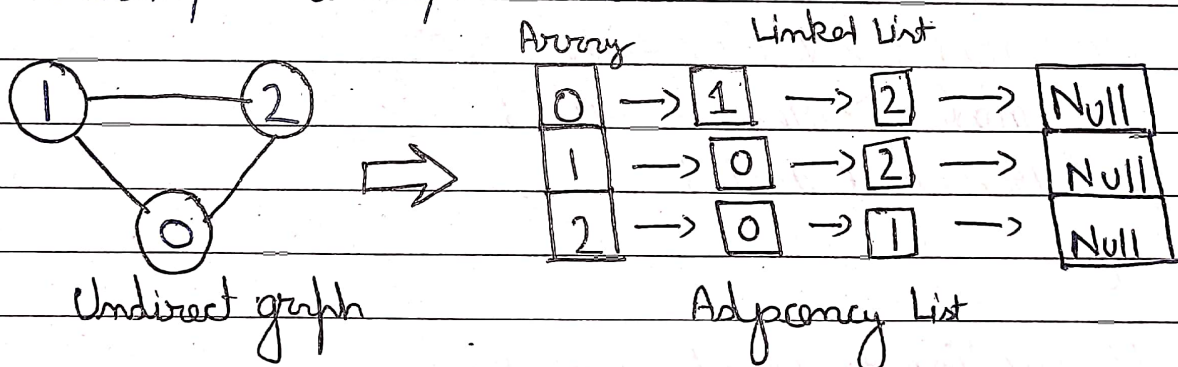 Array Linked List
1 2 0 → 1 → 2 → Null
1 → 0 → 2 → Null
0 2 → 0 → 1 → Null
Undirect graph Adjacency List